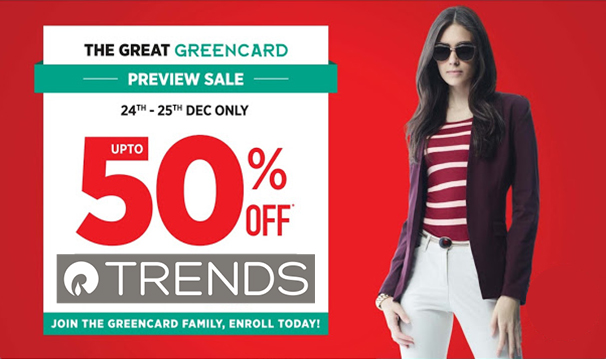 THE GREAT GREENCARD
PREVIEW SALE
24TH - 25TH DEC ONLY
UPTO
50%
OFF*
TRENDS
JOIN THE GREENCARD FAMILY, ENROLL TODAY!